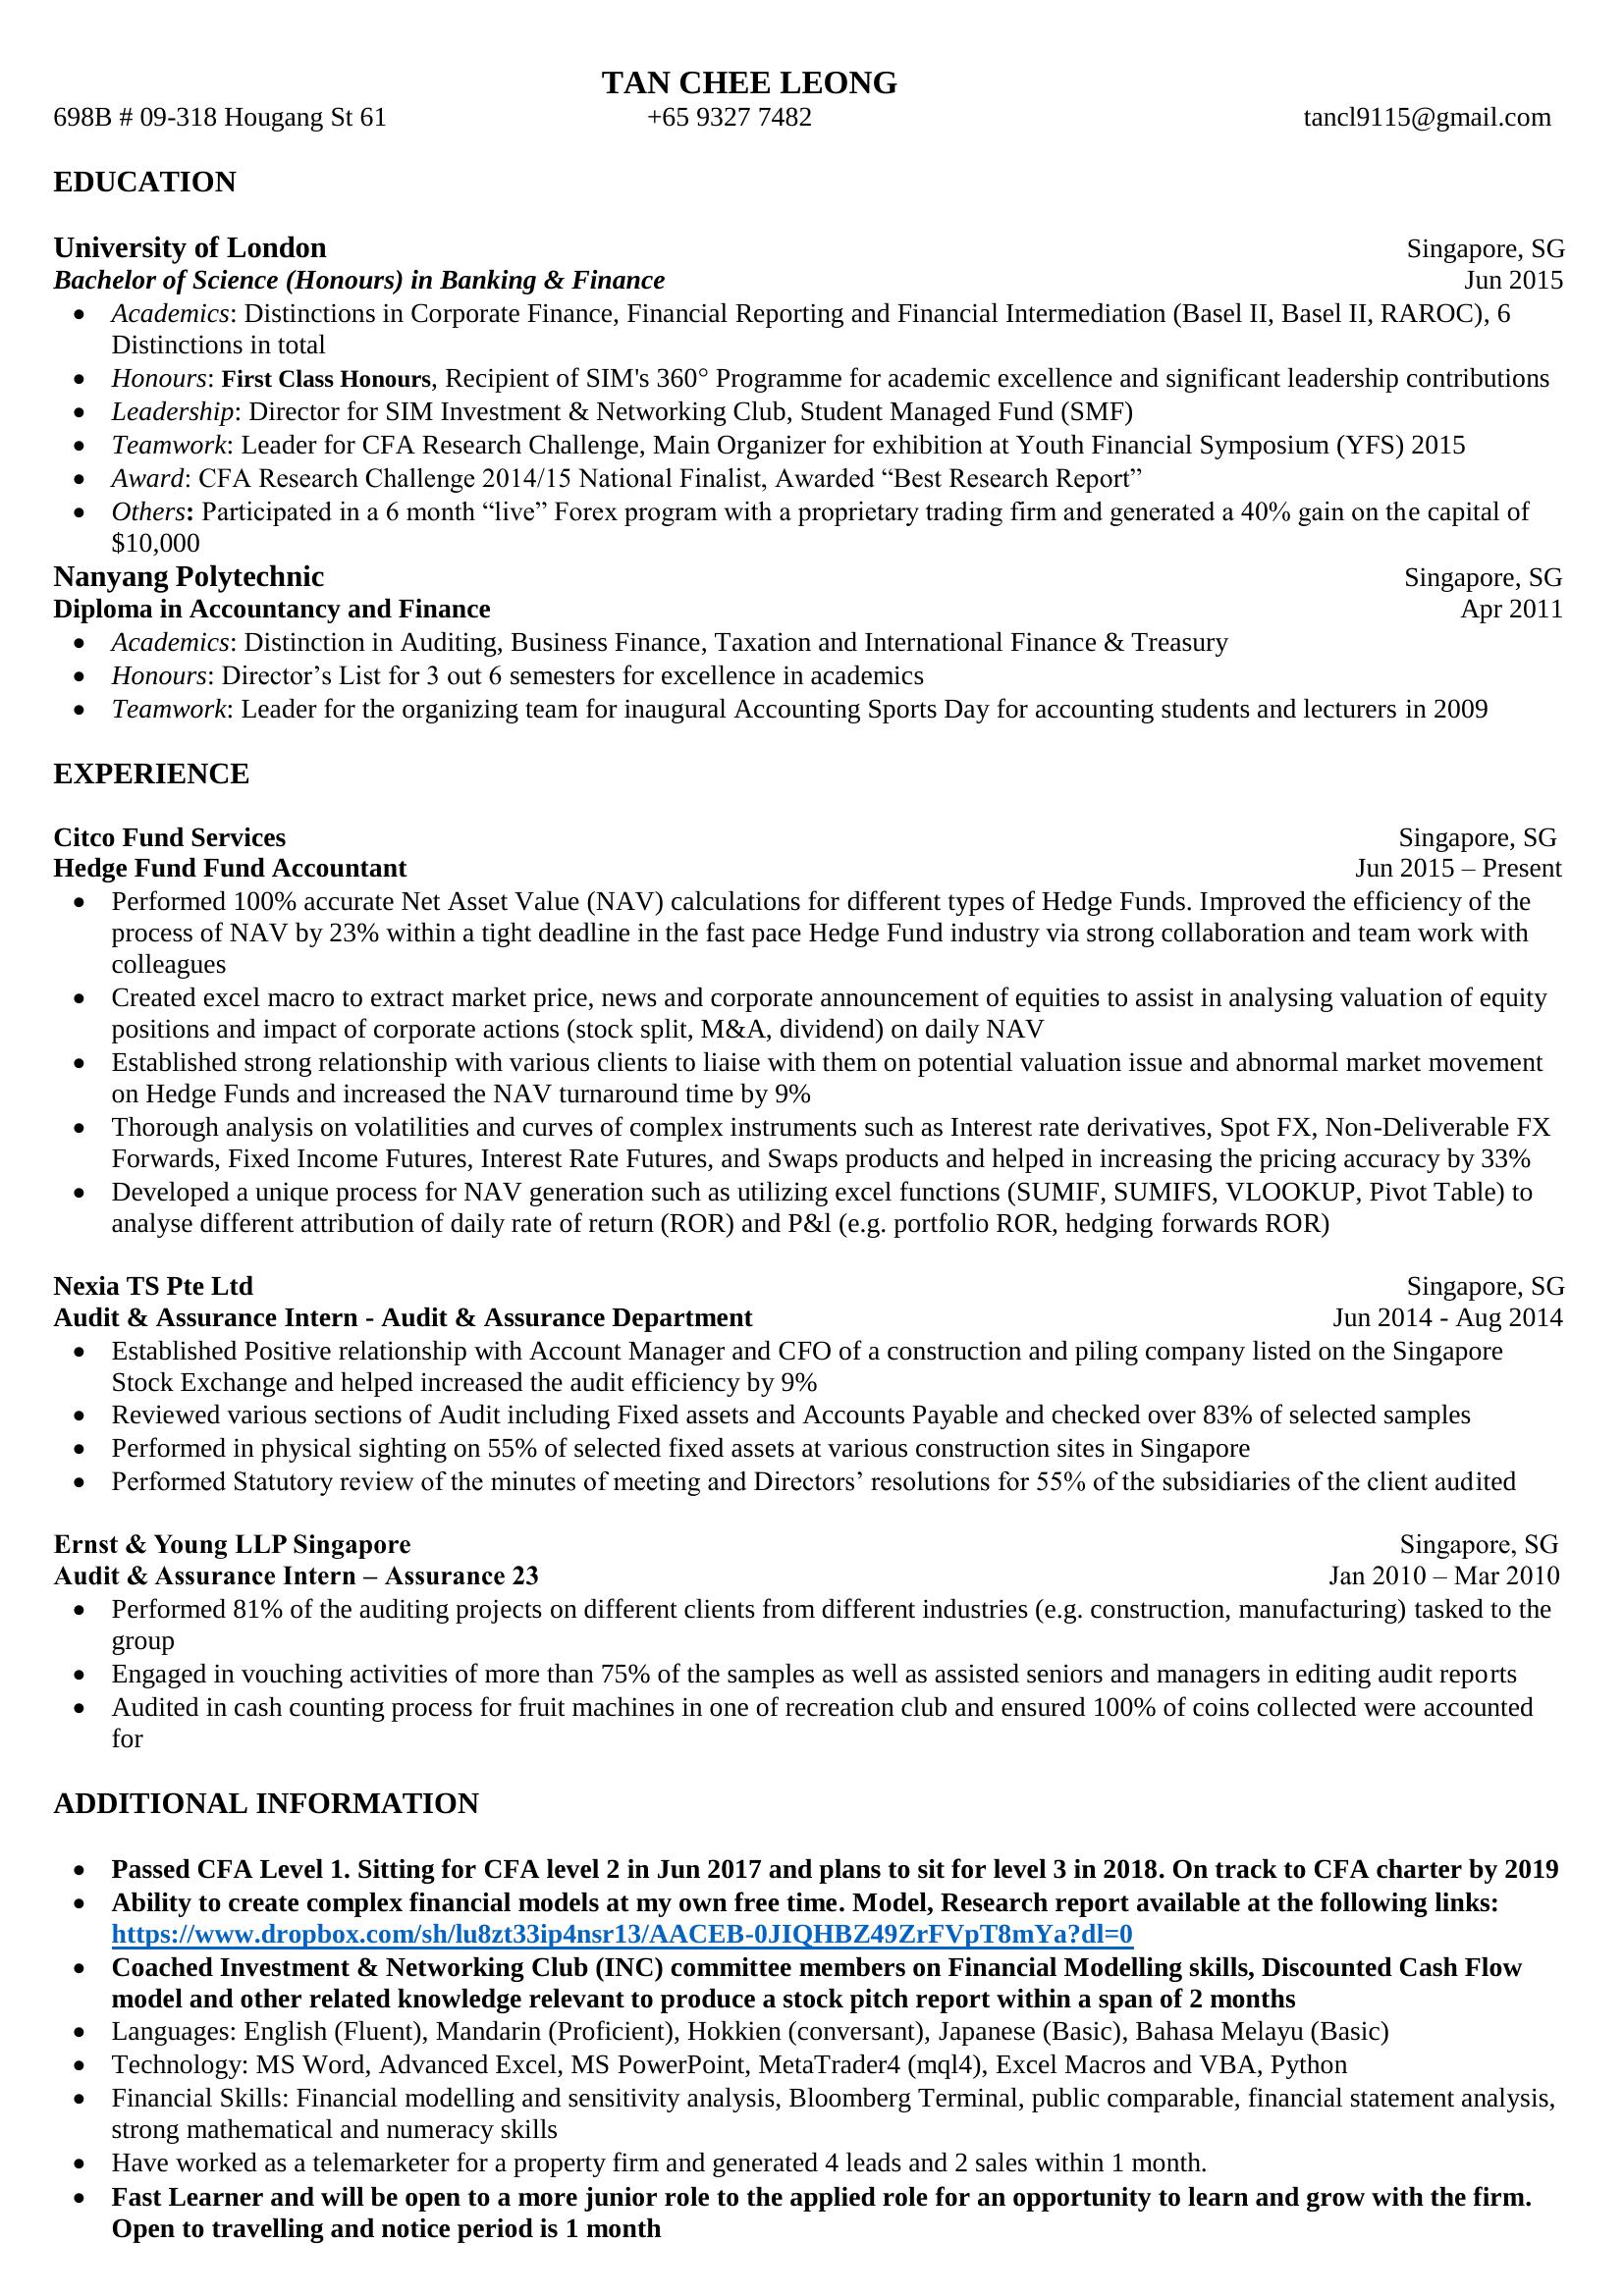 TAN CHEE LEONG
698B # 09-318 Hougang St 61 +65 9327 7482 tancl9115@gmail.com
EDUCATION
University of London Singapore, SG
Bachelor of Science (Honours) in Banking & Finance Jun 2015
• Academics: Distinctions in Corporate Finance, Financial Reporting and Financial Intermediation (Basel II, Basel II, RAROC), 6
Distinctions in total
• Honours: First Class Honours, Recipient of SIM's 360° Programme for academic excellence and significant leadership contributions
• Leadership: Director for SIM Investment & Networking Club, Student Managed Fund (SMF)
• Teamwork: Leader for CFA Research Challenge, Main Organizer for exhibition at Youth Financial Symposium (YFS) 2015
• Award: CFA Research Challenge 2014/15 National Finalist, Awarded “Best Research Report”
• Others: Participated in a 6 month “live” Forex program with a proprietary trading firm and generated a 40% gain on the capital of
$10,000
Nanyang Polytechnic Singapore, SG
Diploma in Accountancy and Finance Apr 2011
• Academics: Distinction in Auditing, Business Finance, Taxation and International Finance & Treasury
• Honours: Director’s List for 3 out 6 semesters for excellence in academics
• Teamwork: Leader for the organizing team for inaugural Accounting Sports Day for accounting students and lecturers in 2009
EXPERIENCE
Citco Fund Services Singapore, SG
Hedge Fund Fund Accountant Jun 2015 – Present
• Performed 100% accurate Net Asset Value (NAV) calculations for different types of Hedge Funds. Improved the efficiency of the
process of NAV by 23% within a tight deadline in the fast pace Hedge Fund industry via strong collaboration and team work with
colleagues
• Created excel macro to extract market price, news and corporate announcement of equities to assist in analysing valuation of equity
positions and impact of corporate actions (stock split, M&A, dividend) on daily NAV
• Established strong relationship with various clients to liaise with them on potential valuation issue and abnormal market movement
on Hedge Funds and increased the NAV turnaround time by 9%
• Thorough analysis on volatilities and curves of complex instruments such as Interest rate derivatives, Spot FX, Non-Deliverable FX
Forwards, Fixed Income Futures, Interest Rate Futures, and Swaps products and helped in increasing the pricing accuracy by 33%
• Developed a unique process for NAV generation such as utilizing excel functions (SUMIF, SUMIFS, VLOOKUP, Pivot Table) to
analyse different attribution of daily rate of return (ROR) and P&l (e.g. portfolio ROR, hedging forwards ROR)
Nexia TS Pte Ltd Singapore, SG
Audit & Assurance Intern - Audit & Assurance Department Jun 2014 - Aug 2014
• Established Positive relationship with Account Manager and CFO of a construction and piling company listed on the Singapore
Stock Exchange and helped increased the audit efficiency by 9%
• Reviewed various sections of Audit including Fixed assets and Accounts Payable and checked over 83% of selected samples
• Performed in physical sighting on 55% of selected fixed assets at various construction sites in Singapore
• Performed Statutory review of the minutes of meeting and Directors’ resolutions for 55% of the subsidiaries of the client audited
Ernst & Young LLP Singapore Singapore, SG
Audit & Assurance Intern – Assurance 23 Jan 2010 – Mar 2010
• Performed 81% of the auditing projects on different clients from different industries (e.g. construction, manufacturing) tasked to the
group
• Engaged in vouching activities of more than 75% of the samples as well as assisted seniors and managers in editing audit reports
• Audited in cash counting process for fruit machines in one of recreation club and ensured 100% of coins collected were accounted
for
ADDITIONAL INFORMATION
• Passed CFA Level 1. Sitting for CFA level 2 in Jun 2017 and plans to sit for level 3 in 2018. On track to CFA charter by 2019
• Ability to create complex financial models at my own free time. Model, Research report available at the following links:
https://www.dropbox.com/sh/lu8zt33ip4nsr13/AACEB-0JIQHBZ49ZrFVpT8mYa?dl=0
• Coached Investment & Networking Club (INC) committee members on Financial Modelling skills, Discounted Cash Flow
model and other related knowledge relevant to produce a stock pitch report within a span of 2 months
• Languages: English (Fluent), Mandarin (Proficient), Hokkien (conversant), Japanese (Basic), Bahasa Melayu (Basic)
• Technology: MS Word, Advanced Excel, MS PowerPoint, MetaTrader4 (mql4), Excel Macros and VBA, Python
• Financial Skills: Financial modelling and sensitivity analysis, Bloomberg Terminal, public comparable, financial statement analysis,
strong mathematical and numeracy skills
• Have worked as a telemarketer for a property firm and generated 4 leads and 2 sales within 1 month.
• Fast Learner and will be open to a more junior role to the applied role for an opportunity to learn and grow with the firm.
Open to travelling and notice period is 1 month